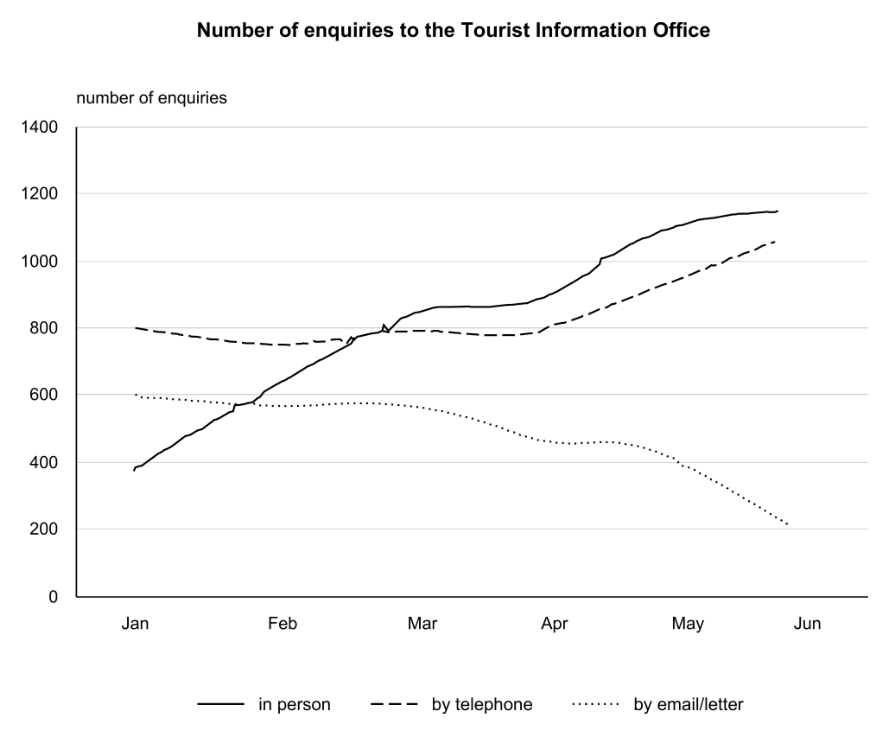 Number of enquiries to the Tourist Information Office
number of enquiries
1400
1200
1000
800
600
400
200
0
Jan Feb Mar Apr May Jun
in person by telephone by email/letter